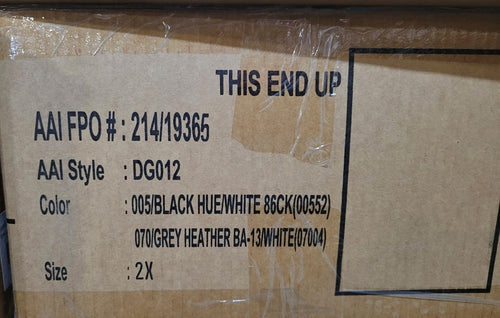 THIS END UP
AAI FPO # : 214/19365
AAI Style : DG012
Color : 005/BLACK HUE/WHITE 86CK(00552)
070/GREY HEATHER BA-13/WHITE(07004)
Size : 2X